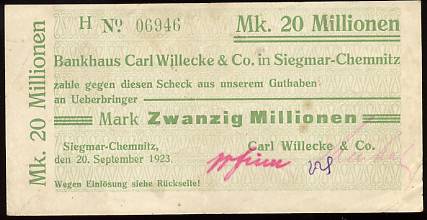 H No. 06946 Mk. 20 Millionen
Bankhaus Carl Willecke & Co. in Siegmar-Chemnitz
zahle gegen diesen Scheck aus unserem Guthaben
an Ueberbringer
Mark Zwanzig Millionen
Siegmar-Chemnitz,
den 20. September 1923.
Carl Willecke & Co.
Wegen Einlösung siehe Rückseite!
Mk. 20 Millionen